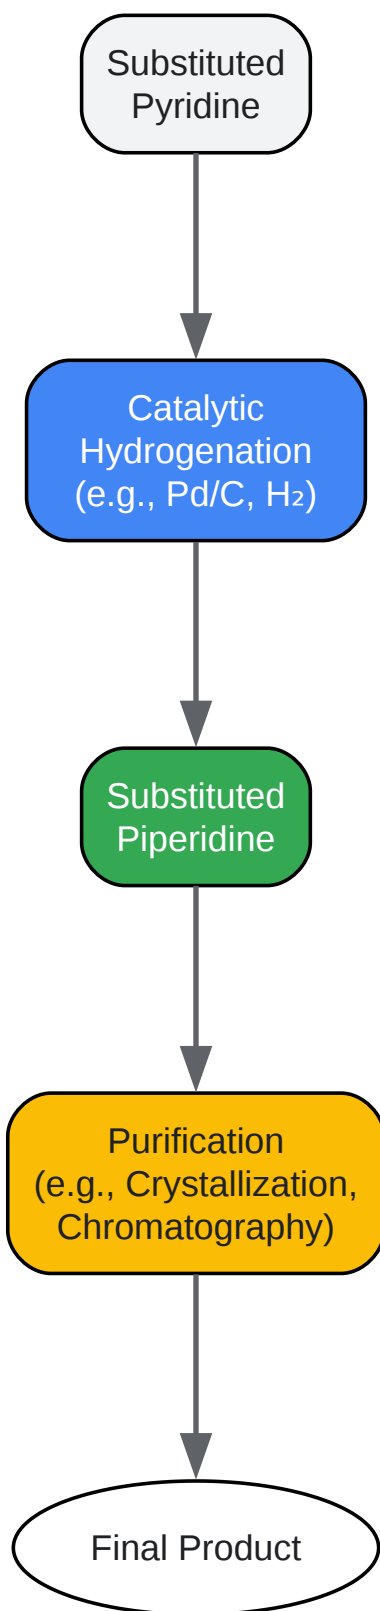 Substituted
Pyridine
Catalytic
Hydrogenation
(e.g., Pd/C, H₂)
Substituted
Piperidine
Purification
(e.g., Crystallization,
Chromatography)
Final Product